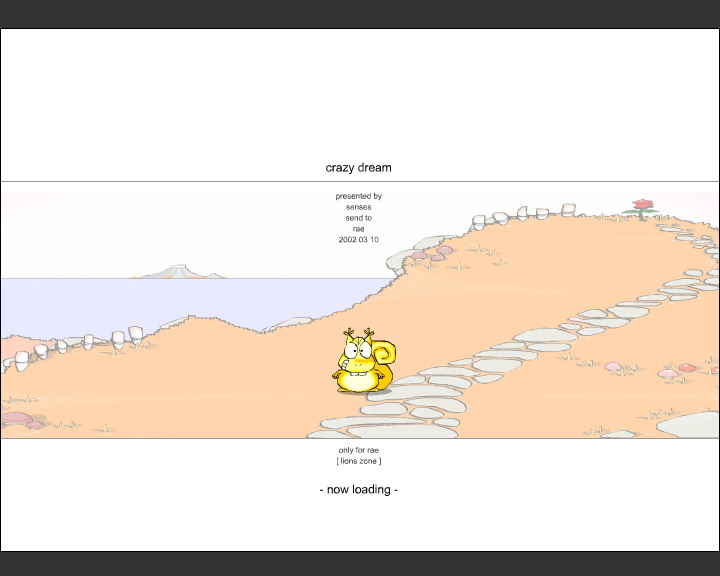 crazy dream
presented by
senses
send to
rae
2002 03 10
only for rae
[ lions zone ]
- now loading -